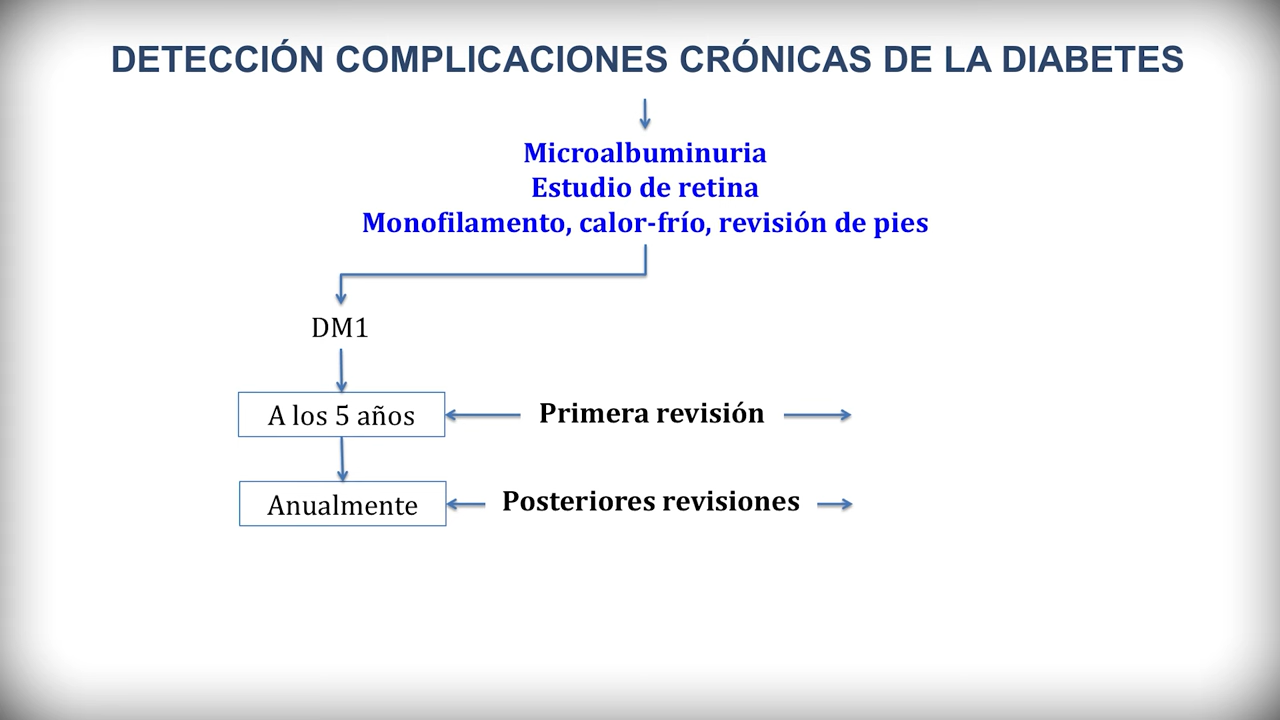 DETECCIÓN COMPLICACIONES CRÓNICAS DE LA DIABETES
Microalbuminuria
Estudio de retina
Monofilamento, calor-frío, revisión de pies
DM1
A los 5 años
Primera revisión
Anualmente
Posteriores revisiones